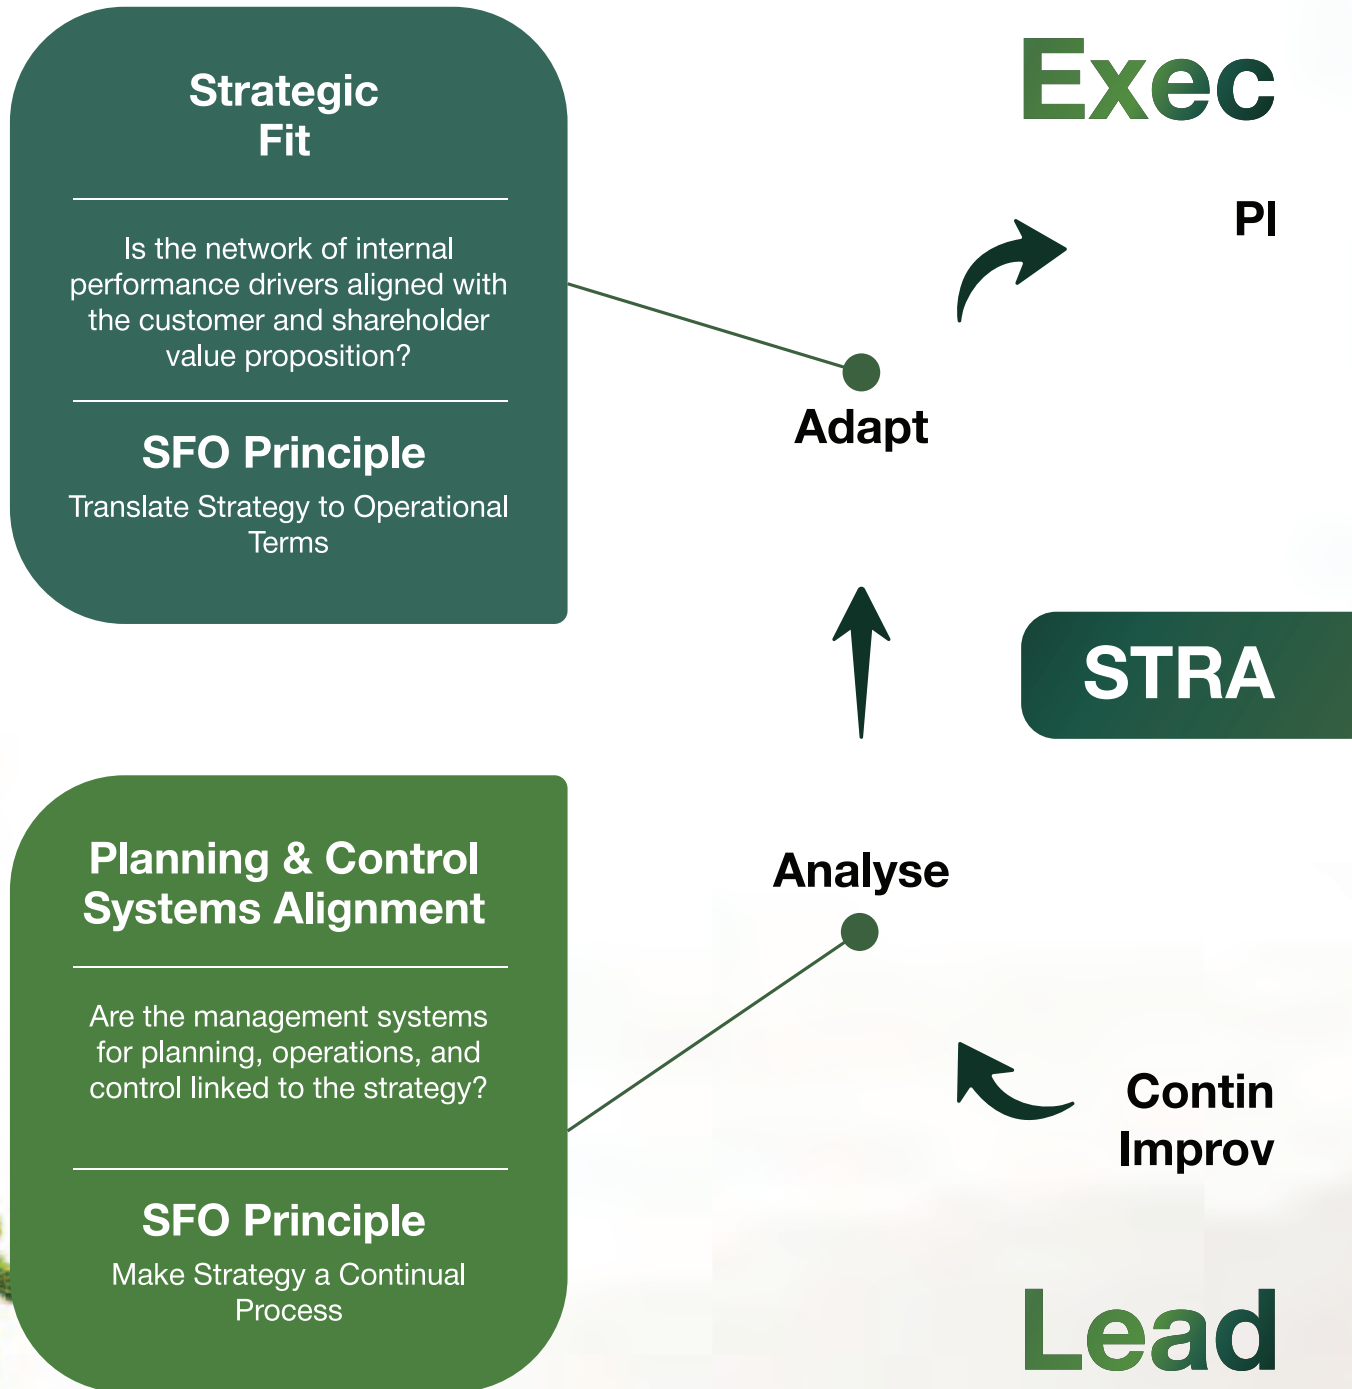 Strategic
Fit
Is the network of internal
performance drivers aligned with
the customer and shareholder
value proposition?
SFO Principle
Translate Strategy to Operational
Terms
Planning & Control
Systems Alignment
Are the management systems
for planning, operations, and
control linked to the strategy?
SFO Principle
Make Strategy a Continual
Process
Exec
Pl
Adapt
STRA
Analyse
Contin
Improv
Lead